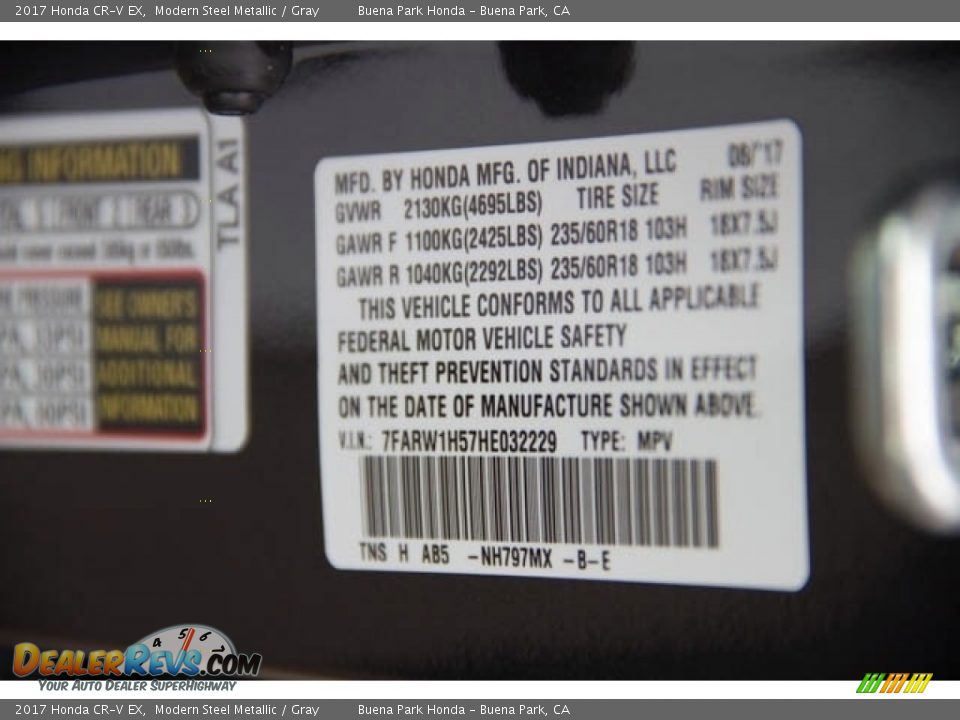 2017 Honda CR-V EX, Modern Steel Metallic / Gray Buena Park Honda - Buena Park, CA
INFORMATION
TLA A1
SEE OWNER'S
MANUAL FOR
ADDITIONAL
INFORMATION
MFD. BY HONDA MFG. OF INDIANA, LLC 08/'17
GVWR 2130KG(4695LBS) TIRE SIZE RIM SIZE
GAWR F 1100KG(2425LBS) 235/60R18 103H 18X7.5J
GAWR R 1040KG(2292LBS) 235/60R18 103H 18X7.5J
THIS VEHICLE CONFORMS TO ALL APPLICABLE
FEDERAL MOTOR VEHICLE SAFETY
AND THEFT PREVENTION STANDARDS IN EFFECT
ON THE DATE OF MANUFACTURE SHOWN ABOVE.
V.I.N.: 7FARW1H57HE032229 TYPE: MPV
TNS H AB5 -NH797MX -B-E
4 5 6
DEALERREVS.COM
YOUR AUTO DEALER SUPERHIGHWAY
2017 Honda CR-V EX, Modern Steel Metallic / Gray Buena Park Honda - Buena Park, CA